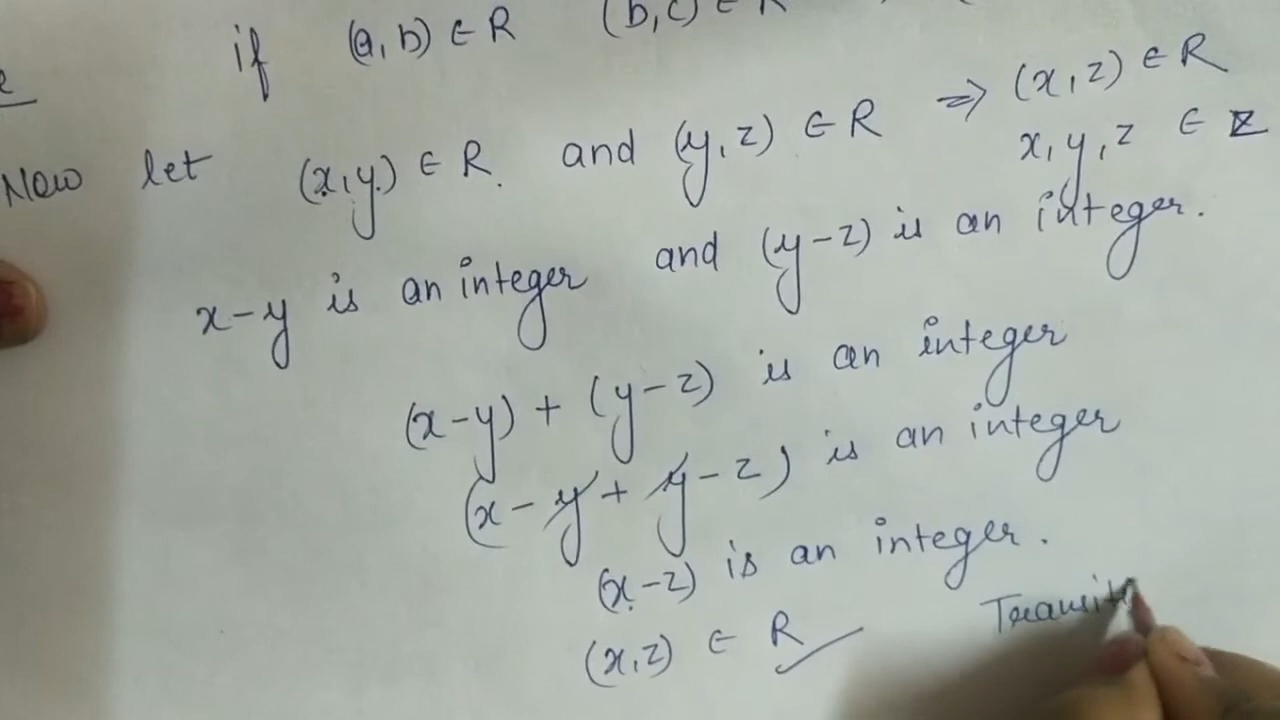 if (a,b) ∈ R (b,c) ∈ R
Now let (x,y) ∈ R. and (y,z) ∈ R ⇒ (x,z) ∈ R
x,y,z ∈ ℤ
x-y is an integer and (y-z) is an integer.
(x-y) + (y-z) is an integer
(x-y+y-z) is an integer
(x-z) is an integer.
(x,z) ∈ R